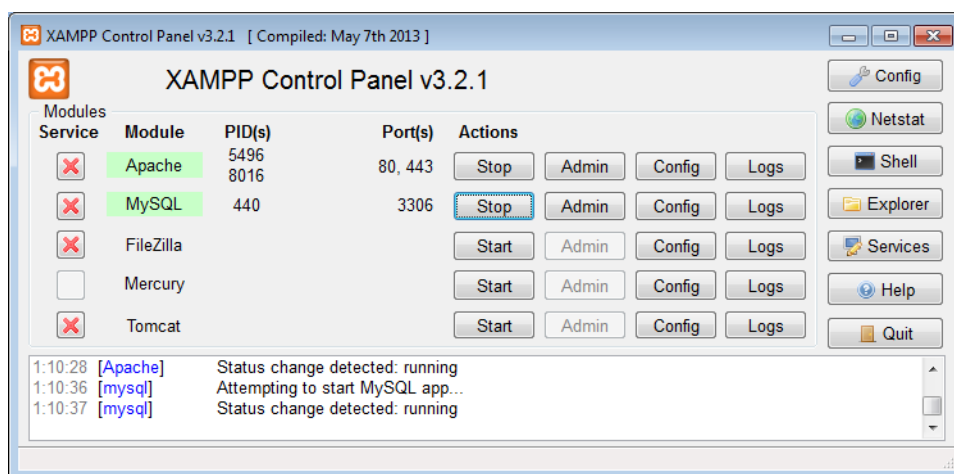 XAMPP Control Panel v3.2.1 [ Compiled: May 7th 2013 ]
XAMPP Control Panel v3.2.1
Config
Modules
Service Module PID(s) Port(s) Actions
Netstat
Apache 5496 8016 80, 443 Stop Admin Config Logs
Shell
MySQL 440 3306 Stop Admin Config Logs
Explorer
FileZilla Start Admin Config Logs
Services
Mercury Start Admin Config Logs
Help
Tomcat Start Admin Config Logs
Quit
1:10:28 [Apache] Status change detected: running
1:10:36 [mysql] Attempting to start MySQL app...
1:10:37 [mysql] Status change detected: running